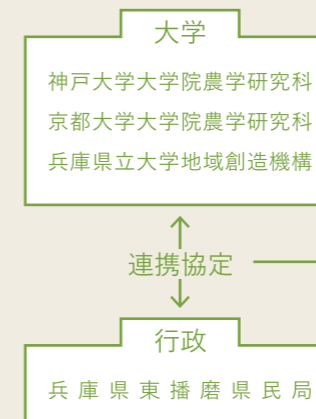 大学
神戸大学大学院農学研究科
京都大学大学院農学研究科
兵庫県立大学地域創造機構
連携協定
行政
兵庫県東播磨県民局